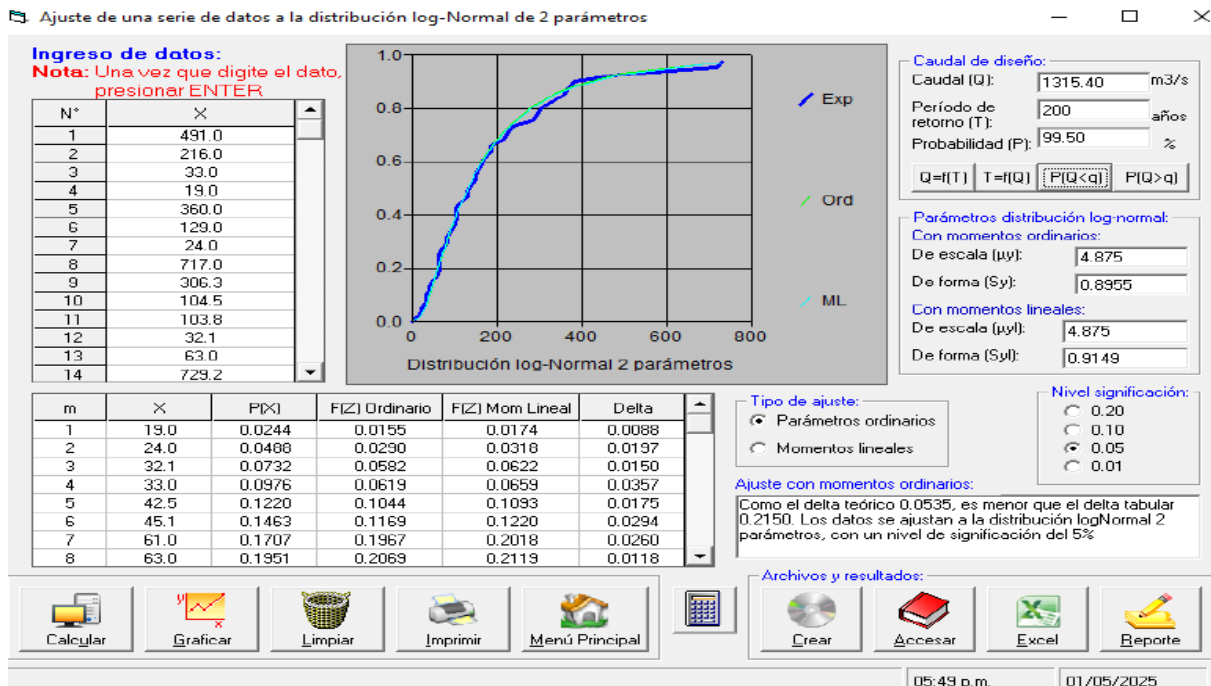 Ajuste de una serie de datos a la distribución log-Normal de 2 parámetros
Ingreso de datos:
Nota: Una vez que digite el dato,
presionar ENTER
N° X
1 491.0
2 216.0
3 33.0
4 19.0
5 360.0
6 129.0
7 24.0
8 717.0
9 306.3
10 104.5
11 103.8
12 32.1
13 63.0
14 729.2
1.0
0.8
0.6
0.4
0.2
0.0
0 200 400 600 800
Distribución log-Normal 2 parámetros
Exp
Ord
ML
Caudal de diseño:
Caudal (Q): 1315.40 m3/s
Período de
retorno (T): 200 años
Probabilidad (P): 99.50 %
Q=f(T) T=f(Q) P(Q<q) P(Q>q)
Parámetros distribución log-normal:
Con momentos ordinarios:
De escala (μy): 4.875
De forma (Sy): 0.8955
Con momentos lineales:
De escala (μyl): 4.875
De forma (Syl): 0.9149
m X P(X) F(Z) Ordinario F(Z) Mom Lineal Delta
1 19.0 0.0244 0.0155 0.0174 0.0088
2 24.0 0.0488 0.0290 0.0318 0.0197
3 32.1 0.0732 0.0582 0.0622 0.0150
4 33.0 0.0976 0.0619 0.0659 0.0357
5 42.5 0.1220 0.1044 0.1093 0.0175
6 45.1 0.1463 0.1169 0.1220 0.0294
7 61.0 0.1707 0.1967 0.2018 0.0260
8 63.0 0.1951 0.2069 0.2119 0.0118
Tipo de ajuste:
Parámetros ordinarios
Momentos lineales
Nivel significación:
0.20
0.10
0.05
0.01
Ajuste con momentos ordinarios:
Como el delta teórico 0.0535, es menor que el delta tabular
0.2150. Los datos se ajustan a la distribución logNormal 2
parámetros, con un nivel de significación del 5%
Calcular Graficar Limpiar Imprimir Menú Principal
Archivos y resultados:
Crear Accesar Excel Reporte
05:49 p.m. 01/05/2025